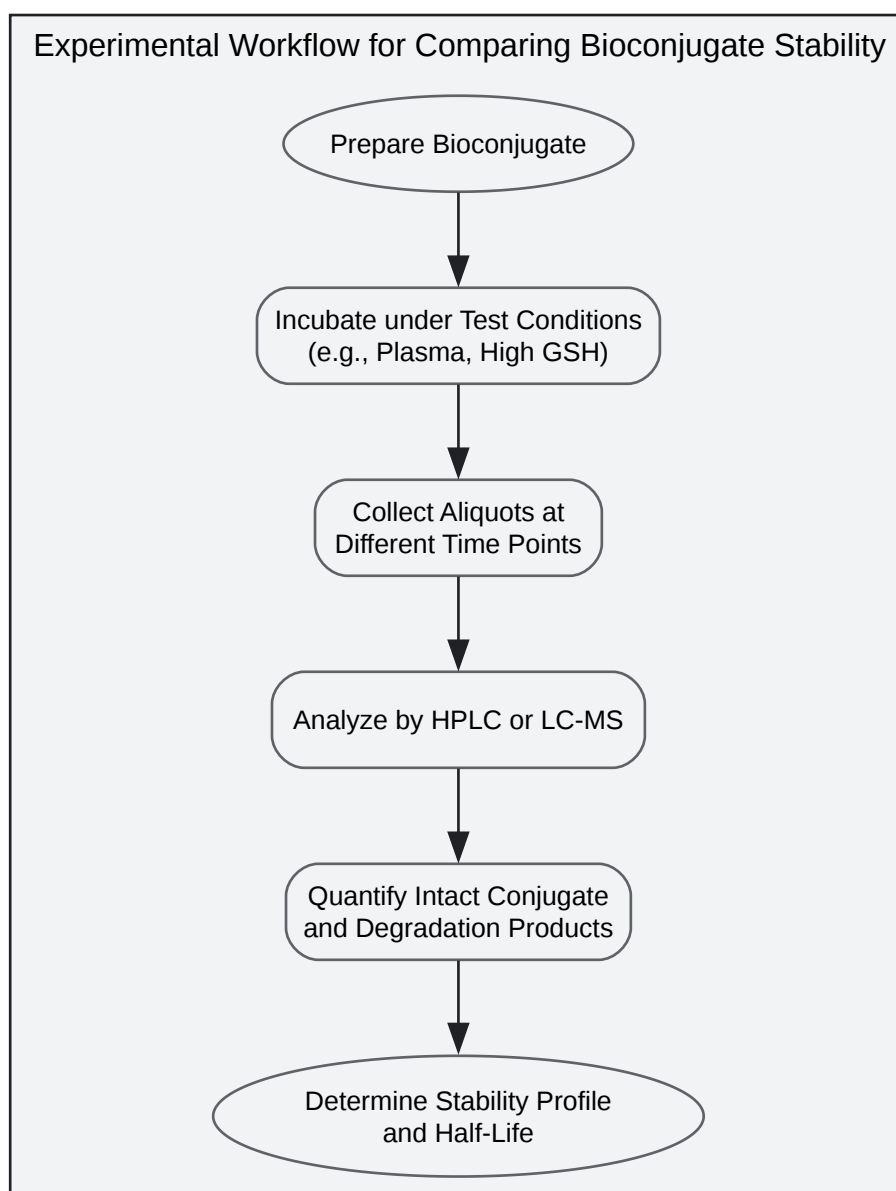 Experimental Workflow for Comparing Bioconjugate Stability
Prepare Bioconjugate
Incubate under Test Conditions
(e.g., Plasma, High GSH)
Collect Aliquots at
Different Time Points
Analyze by HPLC or LC-MS
Quantify Intact Conjugate
and Degradation Products
Determine Stability Profile
and Half-Life